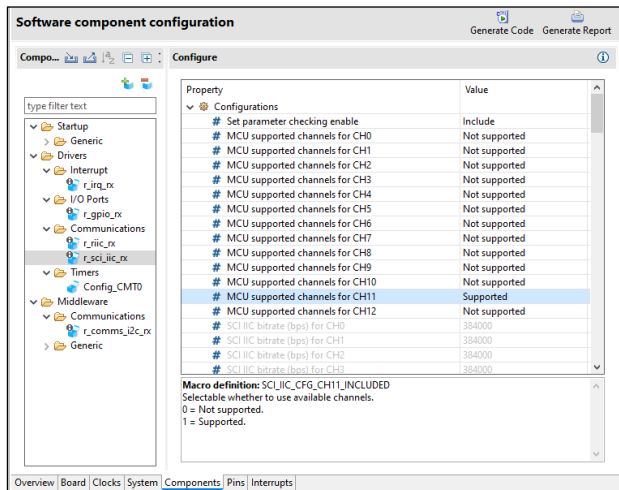 Software component configuration
Generate Code Generate Report
Compo...
Configure
type filter text
Startup
Generic
Drivers
Interrupt
r_irq_rx
I/O Ports
r_gpio_rx
Communications
r_riic_rx
r_sci_iic_rx
Timers
Config_CMT0
Middleware
Communications
r_comms_i2c_rx
Generic
Property Value
Configurations
# Set parameter checking enable Include
# MCU supported channels for CH0 Not supported
# MCU supported channels for CH1 Not supported
# MCU supported channels for CH2 Not supported
# MCU supported channels for CH3 Not supported
# MCU supported channels for CH4 Not supported
# MCU supported channels for CH5 Not supported
# MCU supported channels for CH6 Not supported
# MCU supported channels for CH7 Not supported
# MCU supported channels for CH8 Not supported
# MCU supported channels for CH9 Not supported
# MCU supported channels for CH10 Not supported
# MCU supported channels for CH11 Supported
# MCU supported channels for CH12 Not supported
# SCI IIC bitrate (bps) for CH0 384000
# SCI IIC bitrate (bps) for CH1 384000
# SCI IIC bitrate (bps) for CH2 384000
# SCI IIC bitrate (bps) for CH3 384000
Macro definition: SCI_IIC_CFG_CH11_INCLUDED
Selectable whether to use available channels.
0 = Not supported.
1 = Supported.
Overview Board Clocks System Components Pins Interrupts